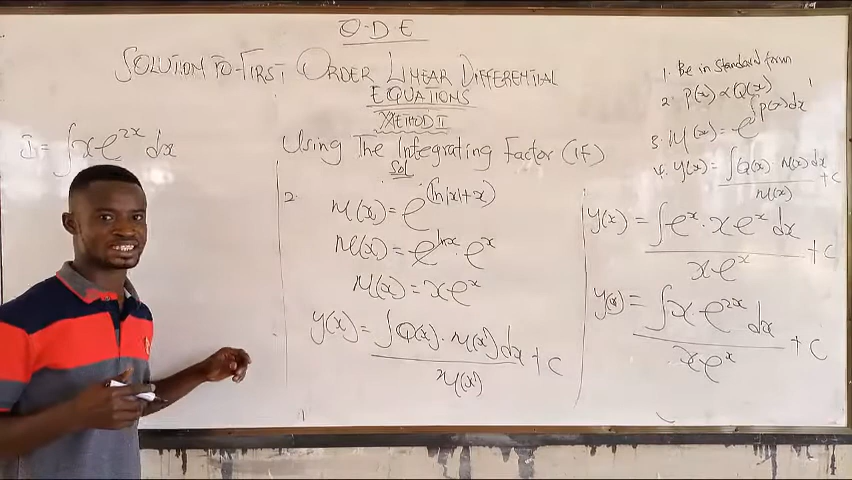 O.D.E
SOLUTION TO FIRST ORDER LINEAR DIFFERENTIAL
EQUATIONS
METHOD II
Using The Integrating Factor (IF)
Sol
I = ∫xe^{2x} dx
2. μ(x) = e^{(ln|x|+x)}
μ(x) = e^{lnx} · e^x
μ(x) = xe^x
y(x) = ∫Q(x) · μ(x) dx / μ(x) + C
1. Be in standard form
2. P(x) & Q(x)
3. μ(x) = e^{∫p(x)dx}
4. y(x) = ∫Q(x) · μ(x) dx / μ(x) + C
y(x) = ∫e^x · xe^x dx / xe^x + C
y(x) = ∫x · e^{2x} dx / xe^x + C